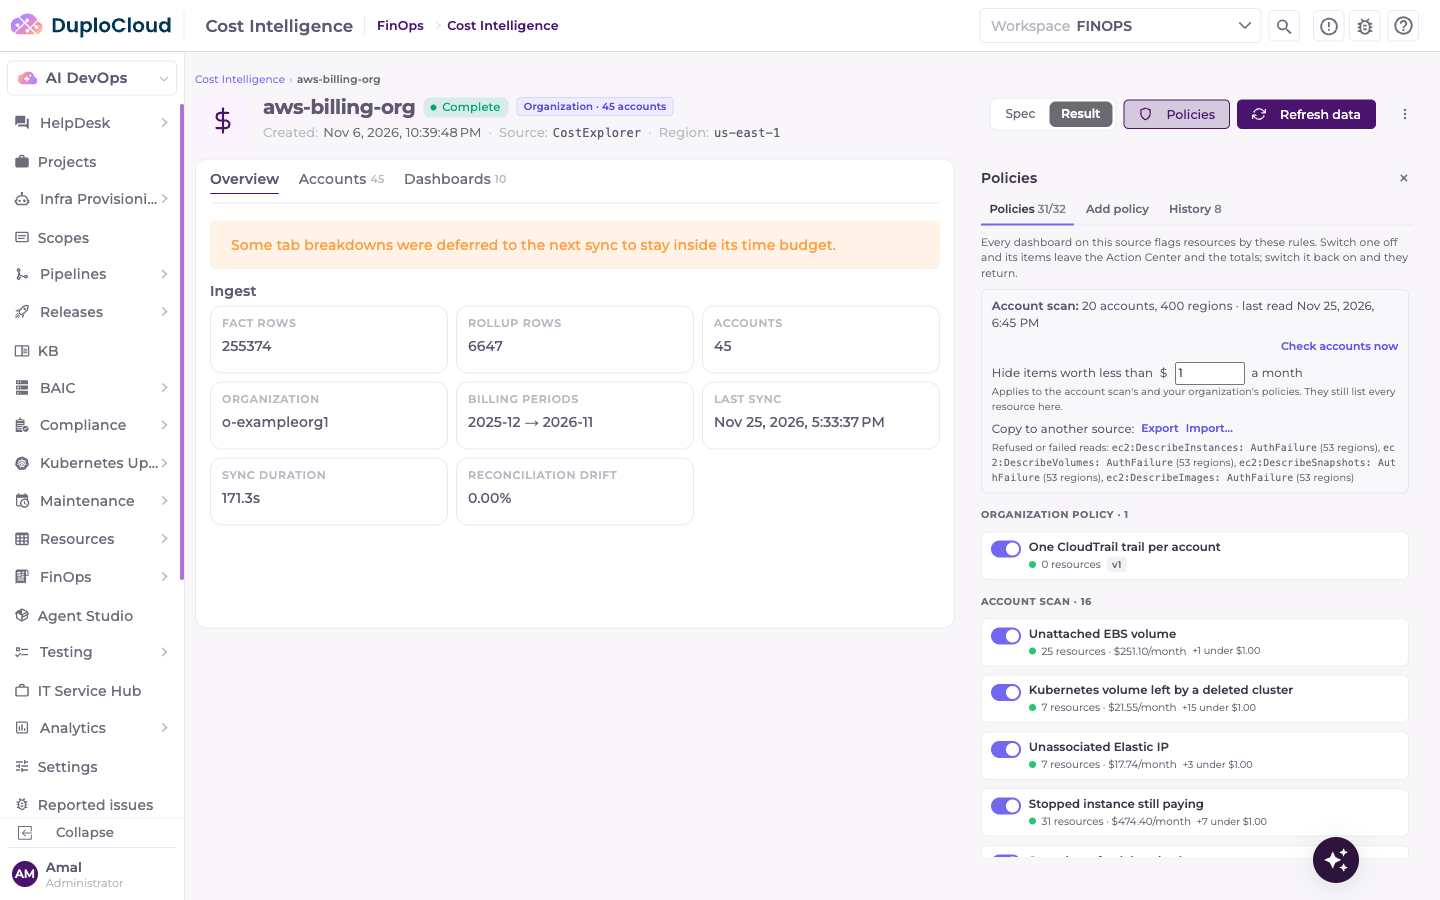 DuploCloud
Cost Intelligence
FinOps
Cost Intelligence
Workspace FINOPS
AI DevOps
HelpDesk
Projects
Infra Provisioni...
Scopes
Pipelines
Releases
KB
BAIC
Compliance
Kubernetes Up...
Maintenance
Resources
FinOps
Agent Studio
Testing
IT Service Hub
Analytics
Settings
Reported issues
Collapse
AM
Amal
Administrator
Cost Intelligence › aws-billing-org
$
aws-billing-org
Complete
Organization · 45 accounts
Created: Nov 6, 2026, 10:39:48 PM · Source: CostExplorer · Region: us-east-1
Spec
Result
Policies
Refresh data
Overview
Accounts 45
Dashboards 10
Some tab breakdowns were deferred to the next sync to stay inside its time budget.
Ingest
FACT ROWS
255374
ROLLUP ROWS
6647
ACCOUNTS
45
ORGANIZATION
o-exampleorg1
BILLING PERIODS
2025-12 → 2026-11
LAST SYNC
Nov 25, 2026, 5:33:37 PM
SYNC DURATION
171.3s
RECONCILIATION DRIFT
0.00%
Policies
×
Policies 31/32
Add policy
History 8
Every dashboard on this source flags resources by these rules. Switch one off
and its items leave the Action Center and the totals; switch it back on and they
return.
Account scan: 20 accounts, 400 regions · last read Nov 25, 2026,
6:45 PM
Check accounts now
Hide items worth less than $ 1 a month
Applies to the account scan's and your organization's policies. They still list every
resource here.
Copy to another source: Export Import...
Refused or failed reads: ec2:DescribeInstances: AuthFailure (53 regions), ec
2:DescribeVolumes: AuthFailure (53 regions), ec2:DescribeSnapshots: Aut
hFailure (53 regions), ec2:DescribeImages: AuthFailure (53 regions)
ORGANIZATION POLICY · 1
One CloudTrail trail per account
0 resources v1
ACCOUNT SCAN · 16
Unattached EBS volume
25 resources · $251.10/month +1 under $1.00
Kubernetes volume left by a deleted cluster
7 resources · $21.55/month +15 under $1.00
Unassociated Elastic IP
7 resources · $17.74/month +3 under $1.00
Stopped instance still paying
31 resources · $474.40/month +7 under $1.00